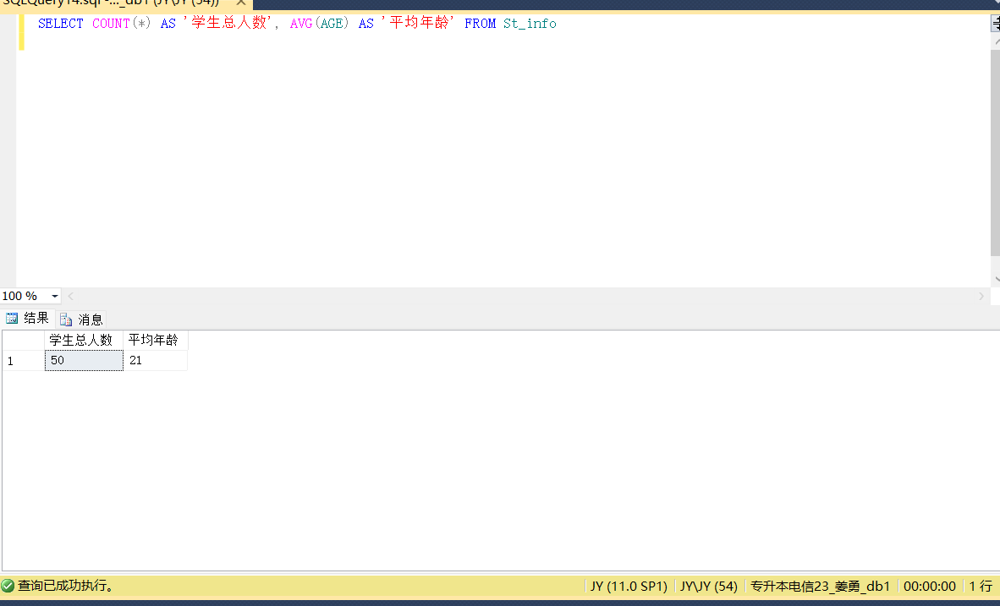 SQLQuery14.sql -..._db1 (JY\JY (54))
SELECT COUNT(*) AS '学生总人数', AVG(AGE) AS '平均年龄' FROM St_info
100 %
结果 消息
学生总人数 平均年龄
1 50 21
查询已成功执行。 JY (11.0 SP1) JY\JY (54) 专升本电信23_姜勇_db1 00:00:00 1 行